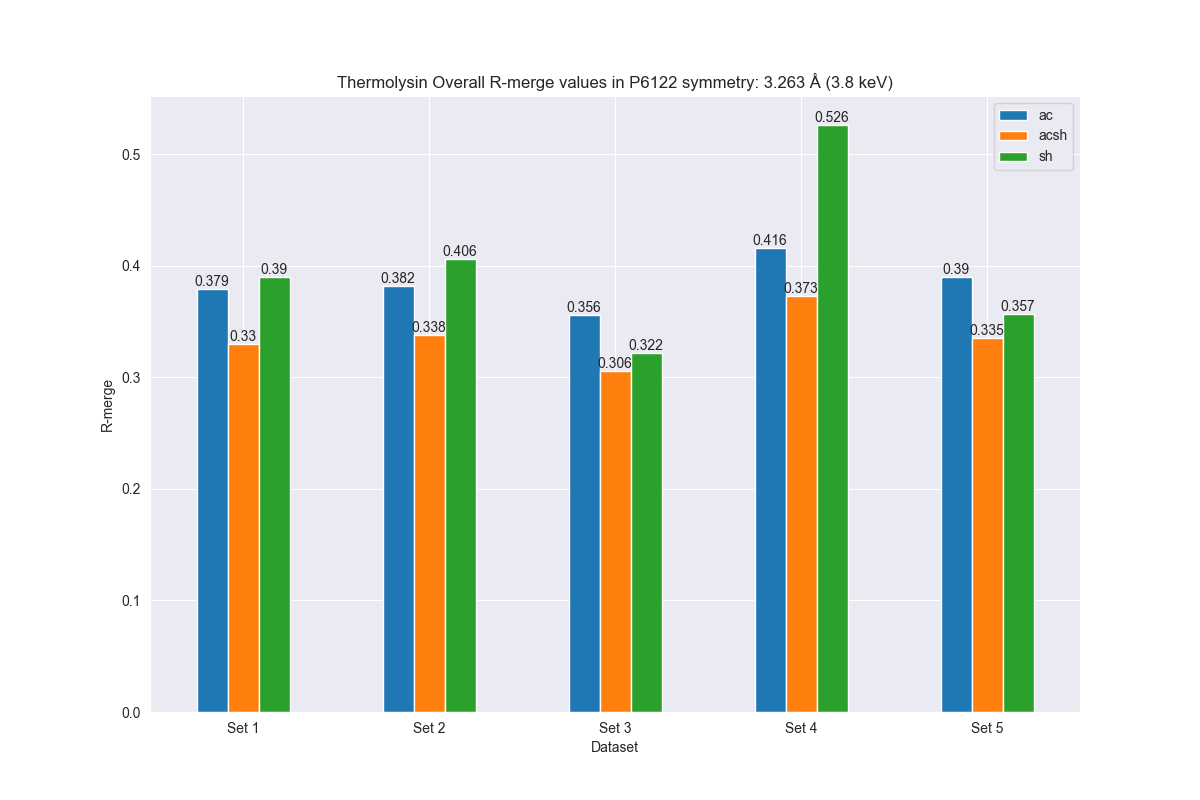 Thermolysin Overall R-merge values in P6122 symmetry: 3.263 Å (3.8 keV)
ac
acsh
sh
R-merge
0.5
0.4
0.3
0.2
0.1
0.0
0.379
0.33
0.39
0.382
0.338
0.406
0.356
0.306
0.322
0.416
0.373
0.526
0.39
0.335
0.357
Set 1
Set 2
Set 3
Set 4
Set 5
Dataset